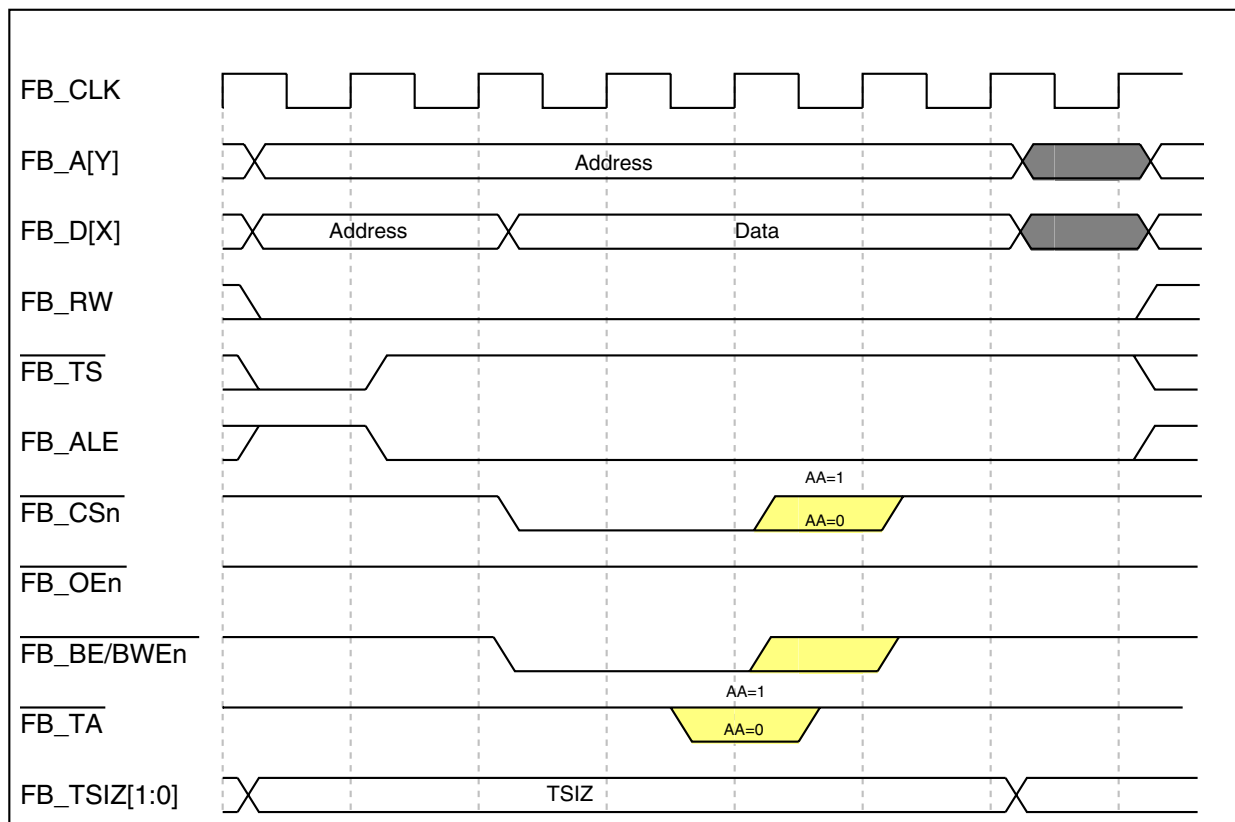 FB_CLK
FB_A[Y]
Address
FB_D[X]
Address
Data
FB_RW
FB_TS
FB_ALE
AA=1
FB_CSn
AA=0
FB_OEn
FB_BE/BWEn
AA=1
FB_TA
AA=0
FB_TSIZ[1:0]
TSIZ